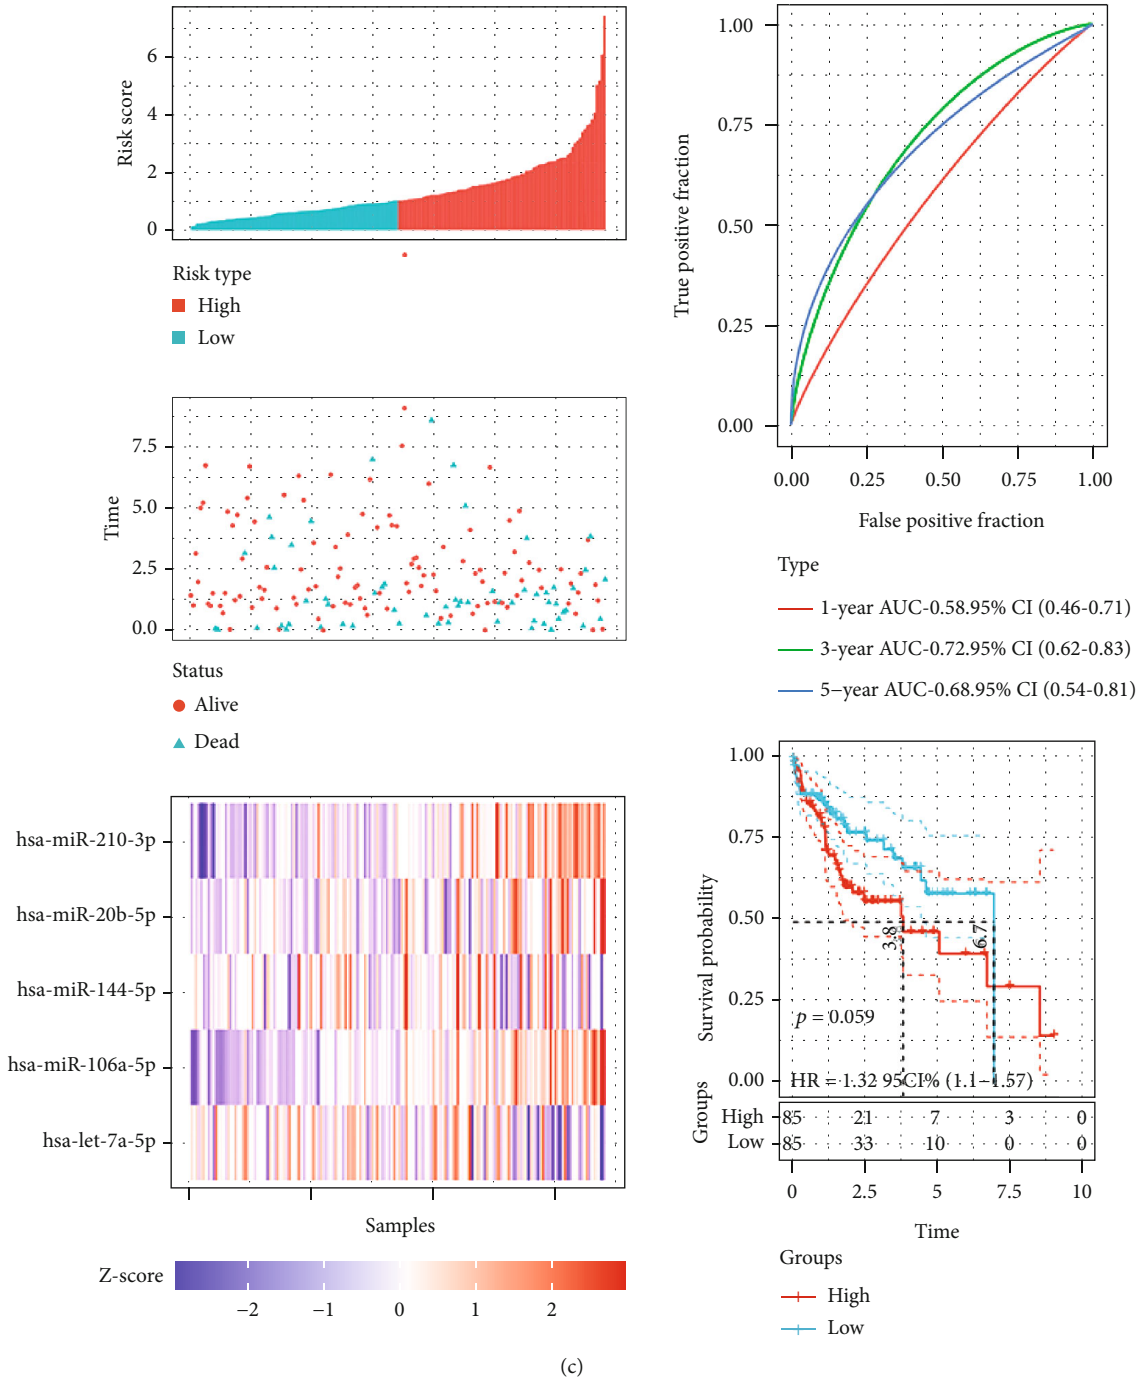 6
4
2
0
Risk score
Risk type
High
Low
7.5
5.0
2.5
0.0
Time
Status
Alive
Dead
hsa-miR-210-3p
hsa-miR-20b-5p
hsa-miR-144-5p
hsa-miR-106a-5p
hsa-let-7a-5p
Samples
Z-score
−2 −1 0 1 2
1.00
0.75
0.50
0.25
0.00
True positive fraction
0.00 0.25 0.50 0.75 1.00
False positive fraction
Type
1-year AUC-0.58.95% CI (0.46-0.71)
3-year AUC-0.72.95% CI (0.62-0.83)
5−year AUC-0.68.95% CI (0.54-0.81)
1.00
0.75
0.50
0.25
0.00
Survival probability
3.8
6.7
p = 0.059
HR = 1.32 95CI% (1.1−1.57)
Groups
High 85 21 7 3 0
Low 85 33 10 0 0
0 2.5 5 7.5 10
Time
Groups
High
Low
(c)